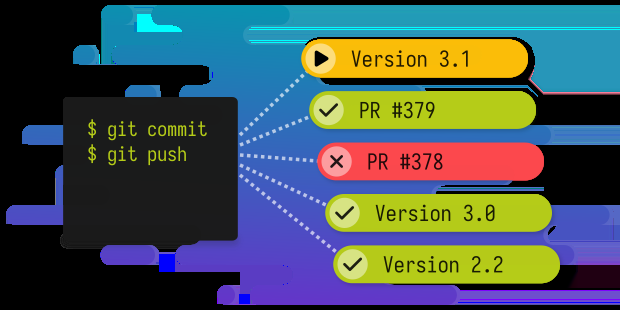 $ git commit
$ git push
Version 3.1
PR #379
PR #378
Version 3.0
Version 2.2